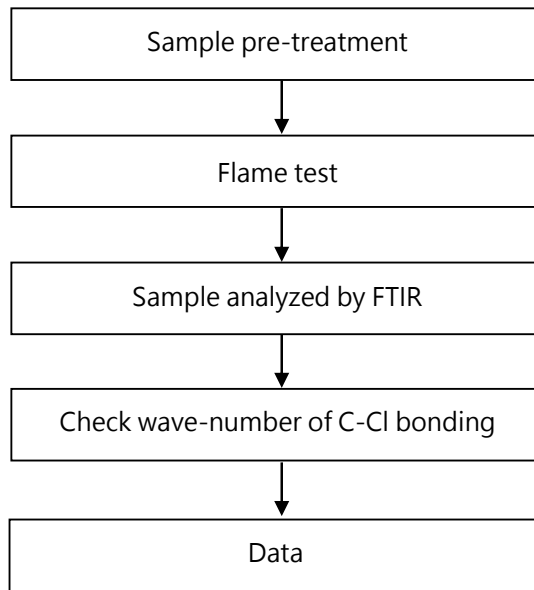 Sample pre-treatment
Flame test
Sample analyzed by FTIR
Check wave-number of C-Cl bonding
Data